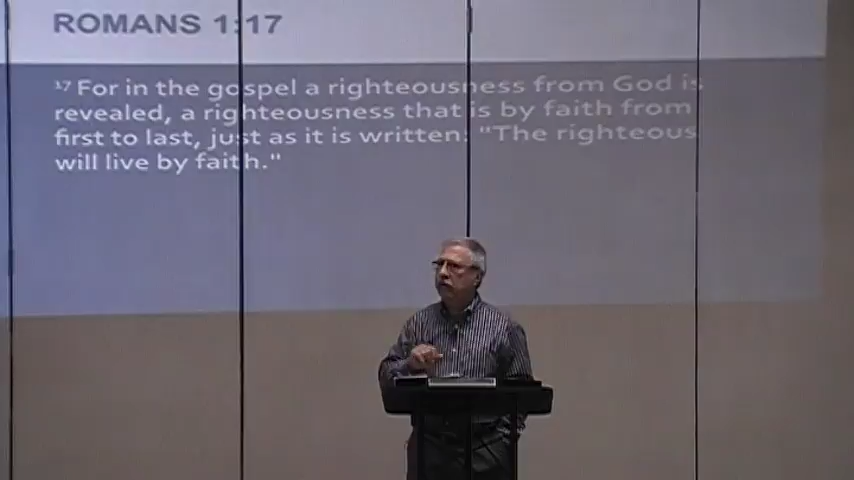 ROMANS 1:17
17 For in the gospel a righteousness from God is
revealed, a righteousness that is by faith from
first to last, just as it is written: "The righteous
will live by faith."